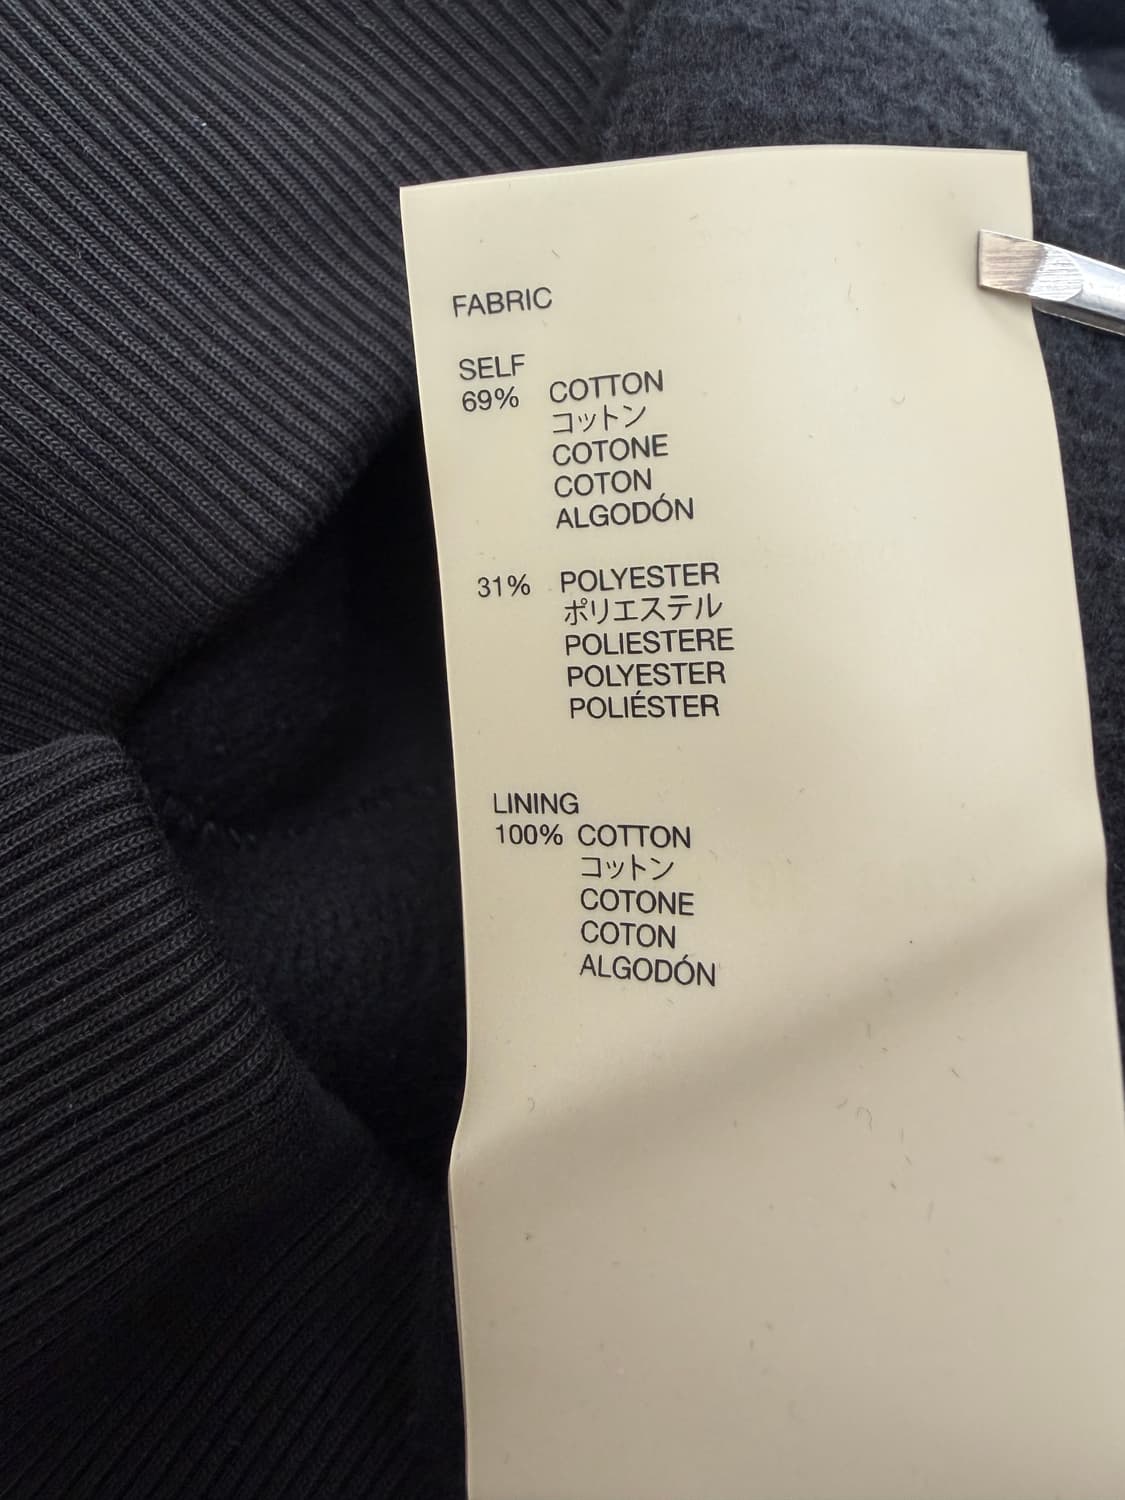 FABRIC
SELF
69% COTTON
コットン
COTONE
COTON
ALGODÓN
31% POLYESTER
ポリエステル
POLIESTERE
POLYESTER
POLIÉSTER
LINING
100% COTTON
コットン
COTONE
COTON
ALGODÓN